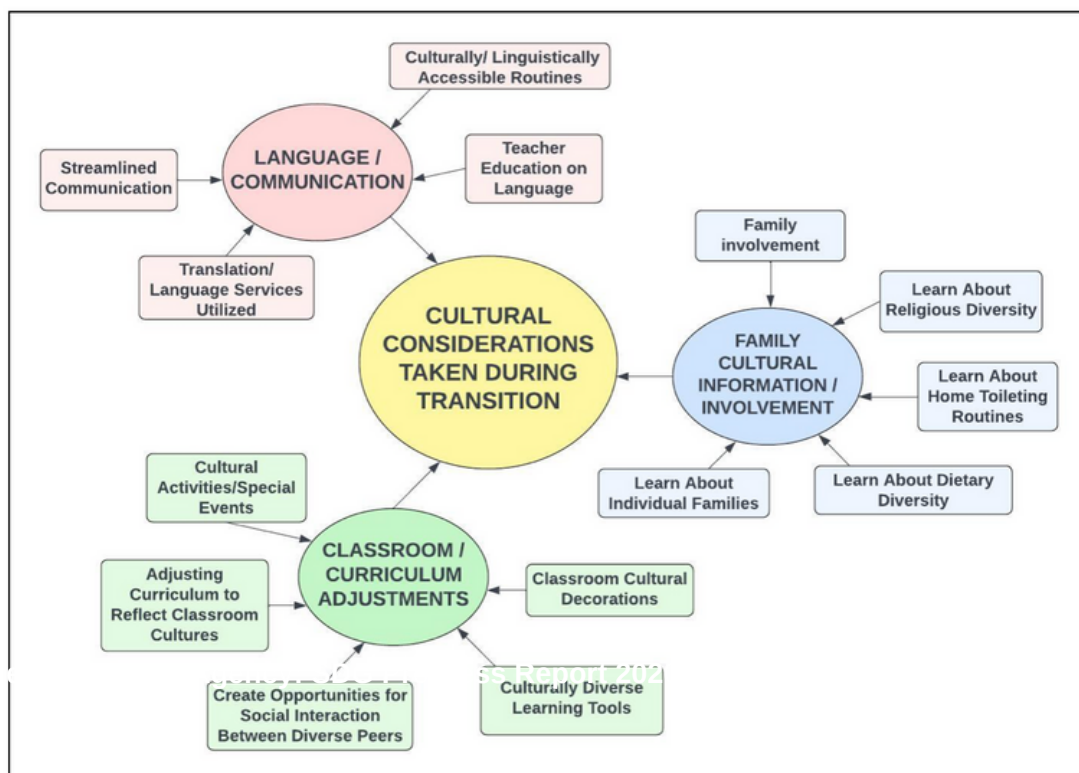 Culturally/ Linguistically
Accessible Routines
LANGUAGE /
COMMUNICATION
Teacher
Education on
Language
Streamlined
Communication
Translation/
Language Services
Utilized
Family
involvement
Learn About
Religious Diversity
CULTURAL
CONSIDERATIONS
TAKEN DURING
TRANSITION
FAMILY
CULTURAL
INFORMATION /
INVOLVEMENT
Learn About
Home Toileting
Routines
Learn About
Individual Families
Learn About Dietary
Diversity
Cultural
Activities/Special
Events
CLASSROOM /
CURRICULUM
ADJUSTMENTS
Adjusting
Curriculum to
Reflect Classroom
Cultures
Classroom Cultural
Decorations
Report
Create Opportunities for
Social Interaction
Between Diverse Peers
Culturally Diverse
Learning Tools